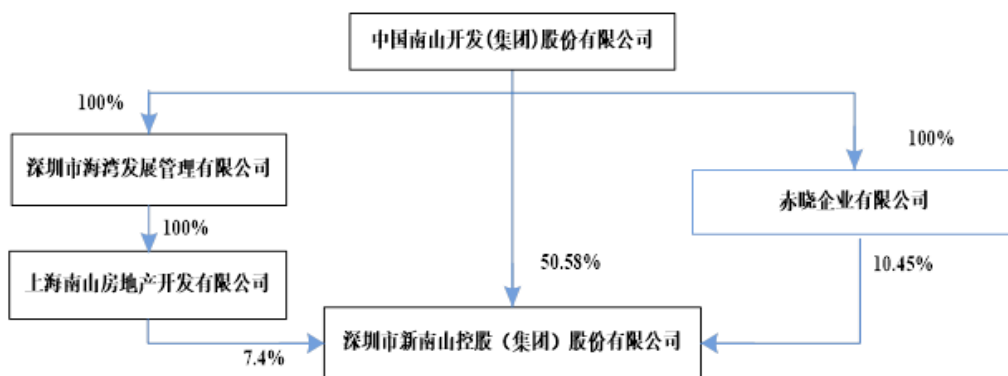 中国南山开发(集团)股份有限公司
100%
100%
深圳市海湾发展管理有限公司
赤晓企业有限公司
100%
50.58%
10.45%
上海南山房地产开发有限公司
深圳市新南山控股（集团）股份有限公司
7.4%